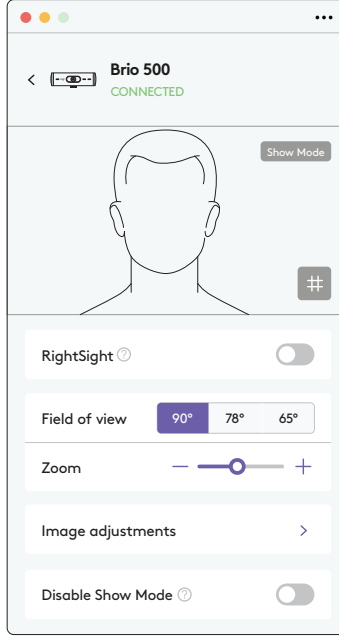 Brio 500
CONNECTED
Show Mode
RightSight
Field of view 90° 78° 65°
Zoom
Image adjustments
Disable Show Mode